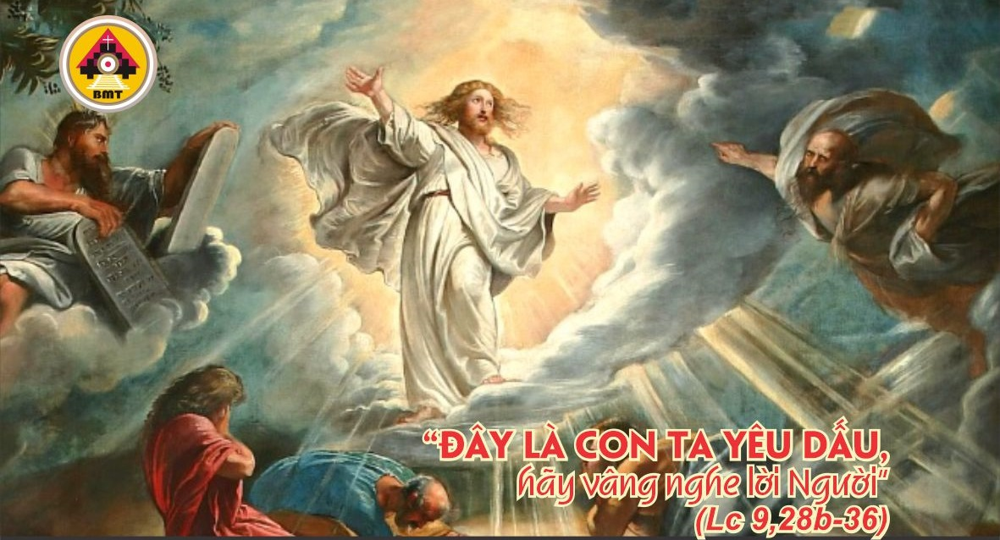 BMT
“ĐÂY LÀ CON TA YÊU DẤU,
hãy vâng nghe lời Người”
(Lc 9,28b-36)